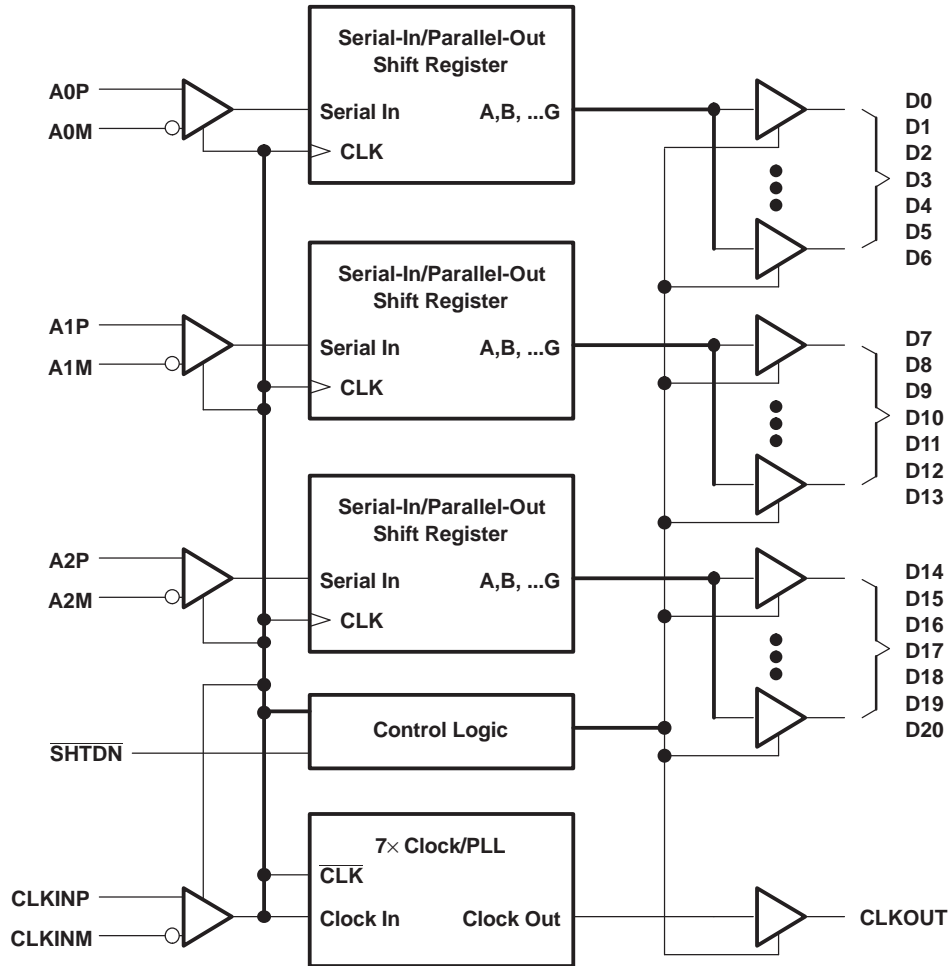 Serial-In/Parallel-Out
Shift Register
A0P
A0M
Serial In
A,B, ...G
CLK
D0
D1
D2
D3
D4
D5
D6
Serial-In/Parallel-Out
Shift Register
A1P
A1M
Serial In
A,B, ...G
CLK
D7
D8
D9
D10
D11
D12
D13
Serial-In/Parallel-Out
Shift Register
A2P
A2M
Serial In
A,B, ...G
CLK
D14
D15
D16
D17
D18
D19
D20
Control Logic
S̅H̅T̅D̅N̅
7× Clock/PLL
C̅L̅K̅
CLKINP
CLKINM
Clock In
Clock Out
CLKOUT